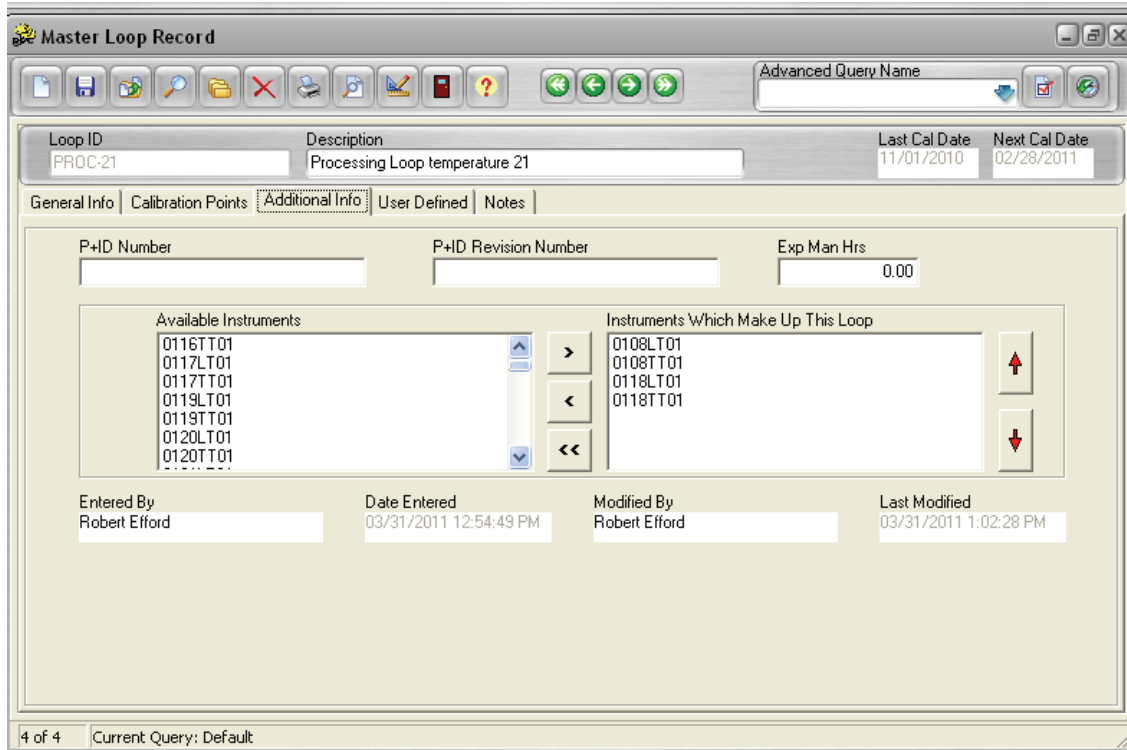 Master Loop Record
Advanced Query Name
Loop ID Description Last Cal Date Next Cal Date
PROC-21 Processing Loop temperature 21 11/01/2010 02/28/2011
General Info Calibration Points Additional Info User Defined Notes
P+ID Number P+ID Revision Number Exp Man Hrs
0.00
Available Instruments Instruments Which Make Up This Loop
0116TT01 0108LT01
0117LT01 0108TT01
0117TT01 0118LT01
0119LT01 0118TT01
0119TT01
0120LT01
0120TT01
>
<
<<
Entered By Date Entered Modified By Last Modified
Robert Efford 03/31/2011 12:54:49 PM Robert Efford 03/31/2011 1:02:28 PM
4 of 4 Current Query: Default